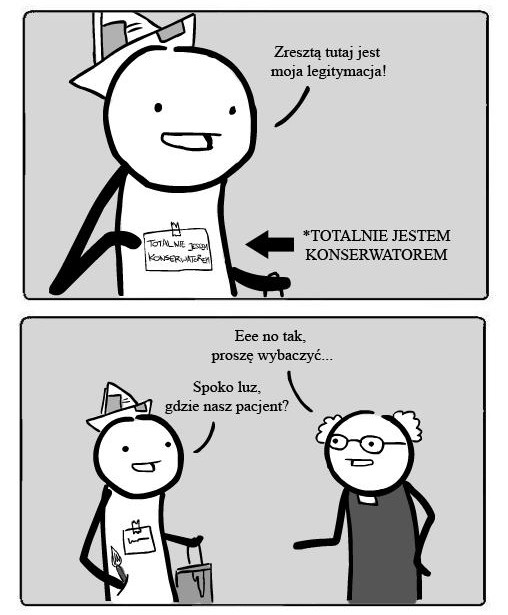 Zresztą tutaj jest
moja legitymacja!
TOTALNIE JESTEM
KONSERWATOREM
*TOTALNIE JESTEM
KONSERWATOREM
Eee no tak,
proszę wybaczyć...
Spoko luz,
gdzie nasz pacjent?